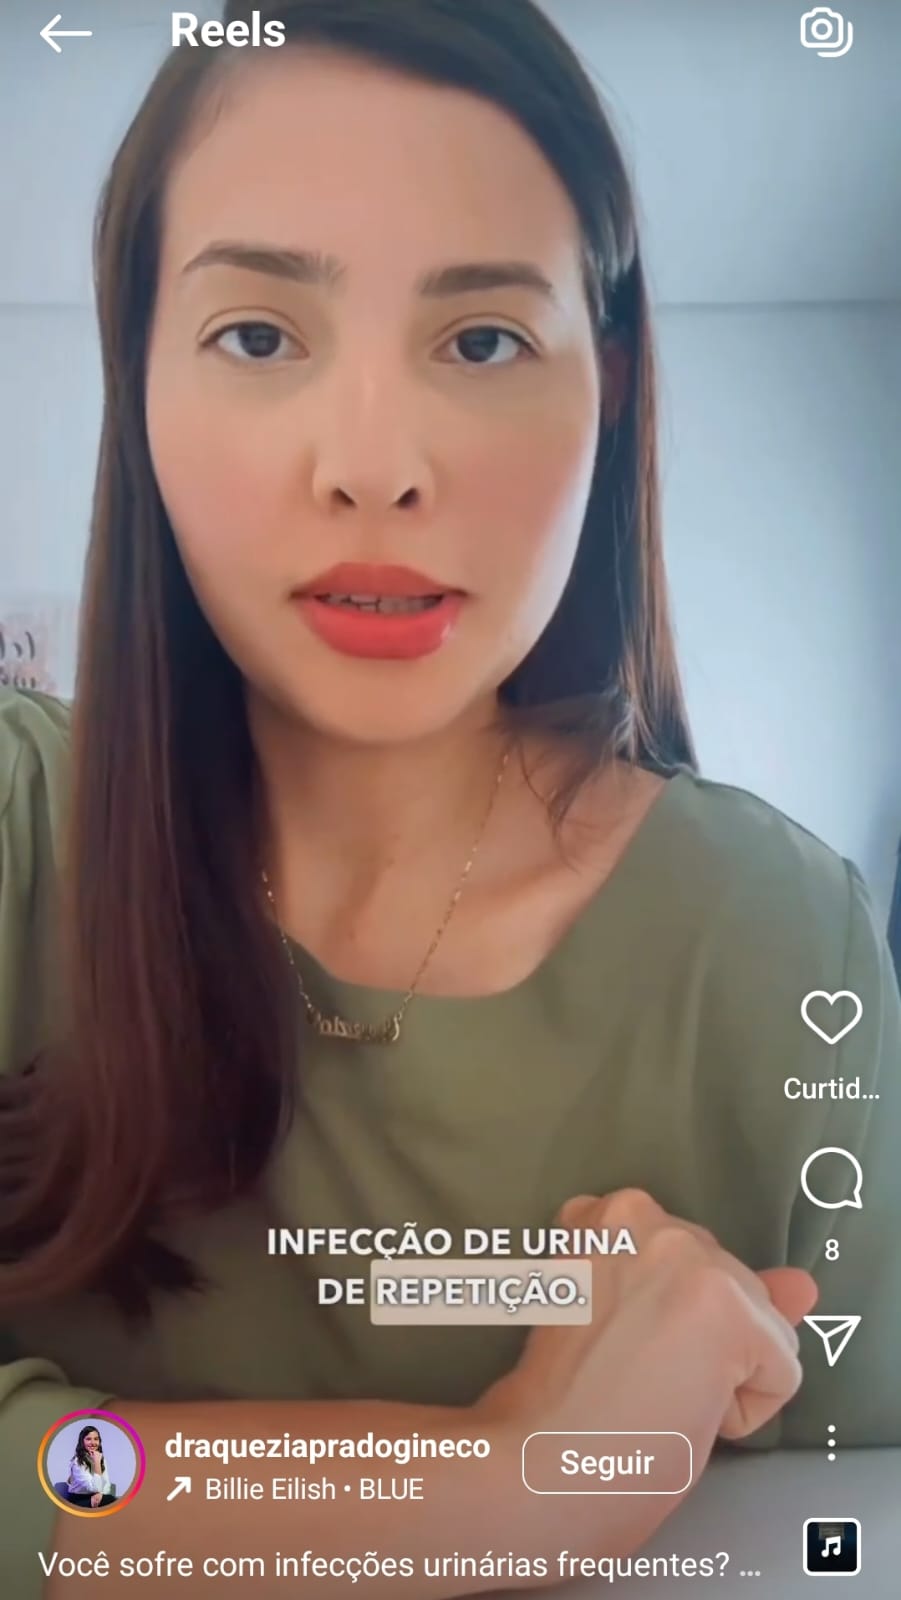 Reels
INFECÇÃO DE URINA
DE REPETIÇÃO.
Curtid...
8
draqueziapradogineco
Seguir
Billie Eilish • BLUE
Você sofre com infecções urinárias frequentes? ...